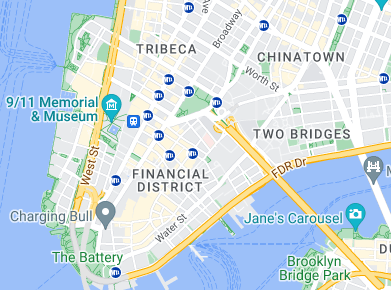 TRIBECA
Broadway
CHINATOWN
Worth St
9/11 Memorial
& Museum
TWO BRIDGES
West St
FDR Dr
FINANCIAL
DISTRICT
Charging Bull
Water St
Jane's Carousel
The Battery
Brooklyn
Bridge Park